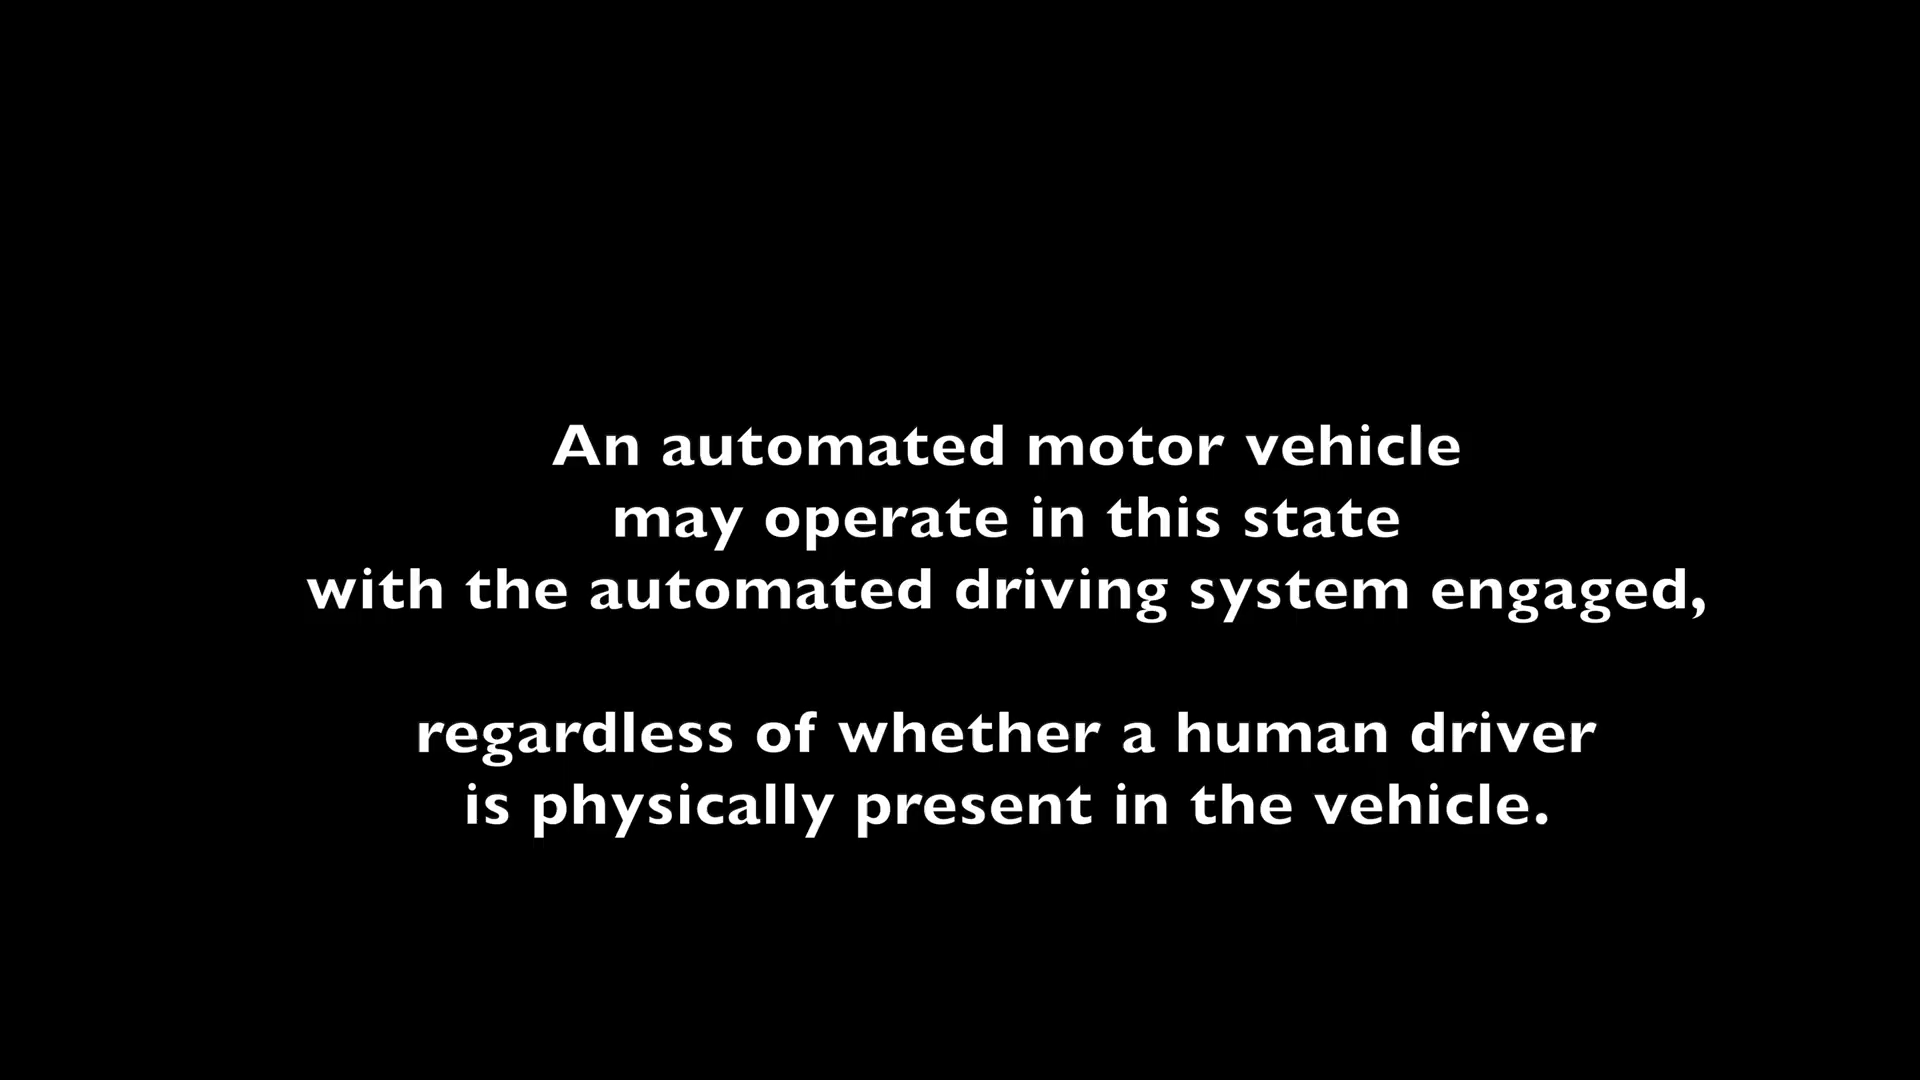 An automated motor vehicle
may operate in this state
with the automated driving system engaged,
regardless of whether a human driver
is physically present in the vehicle.